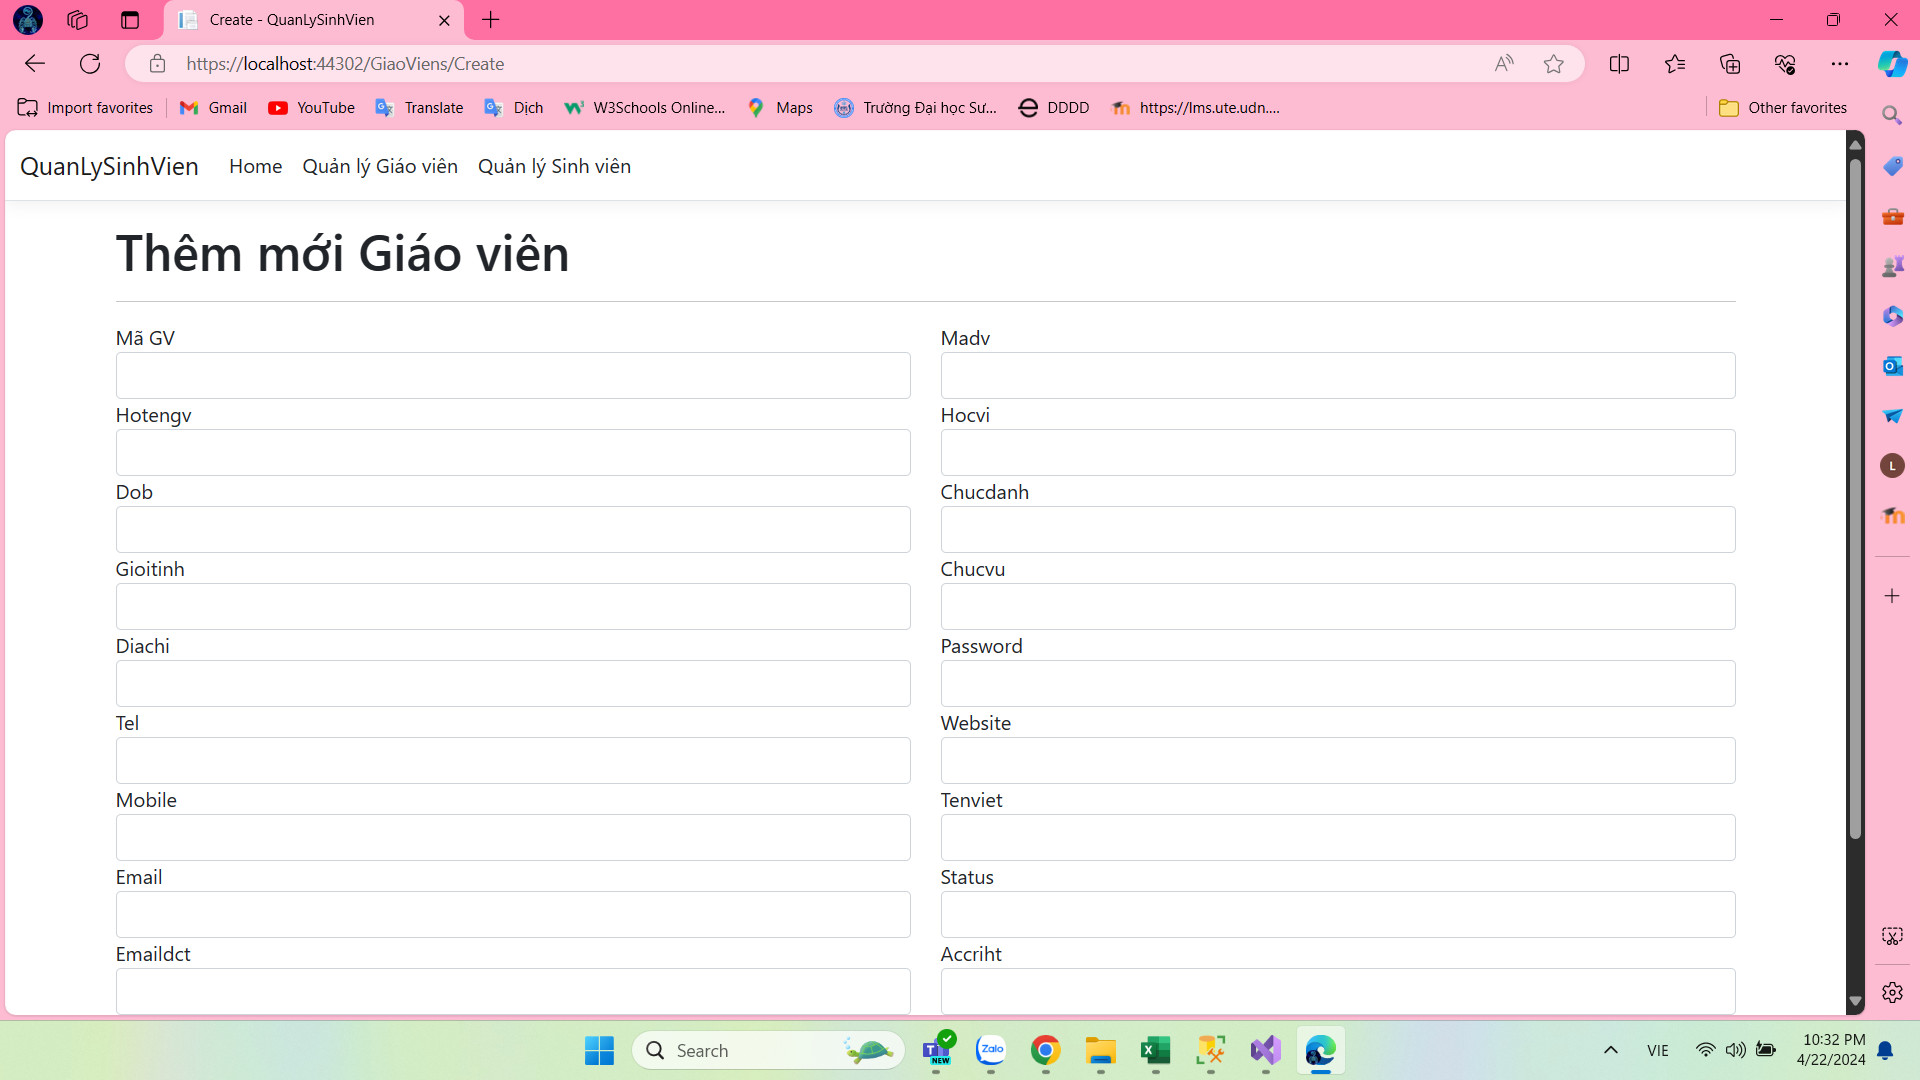 Create - QuanLySinhVien
https://localhost:44302/GiaoViens/Create
Import favorites
Gmail
YouTube
Translate
Dịch
W3Schools Online...
Maps
Trường Đại học Sư...
DDDD
https://lms.ute.udn....
Other favorites
QuanLySinhVien
Home
Quản lý Giáo viên
Quản lý Sinh viên
Thêm mới Giáo viên
Mã GV
Madv
Hotengv
Hocvi
Dob
Chucdanh
Gioitinh
Chucvu
Diachi
Password
Tel
Website
Mobile
Tenviet
Email
Status
Emaildct
Accriht
L
Search
NEW
Zalo
VIE
10:32 PM
4/22/2024